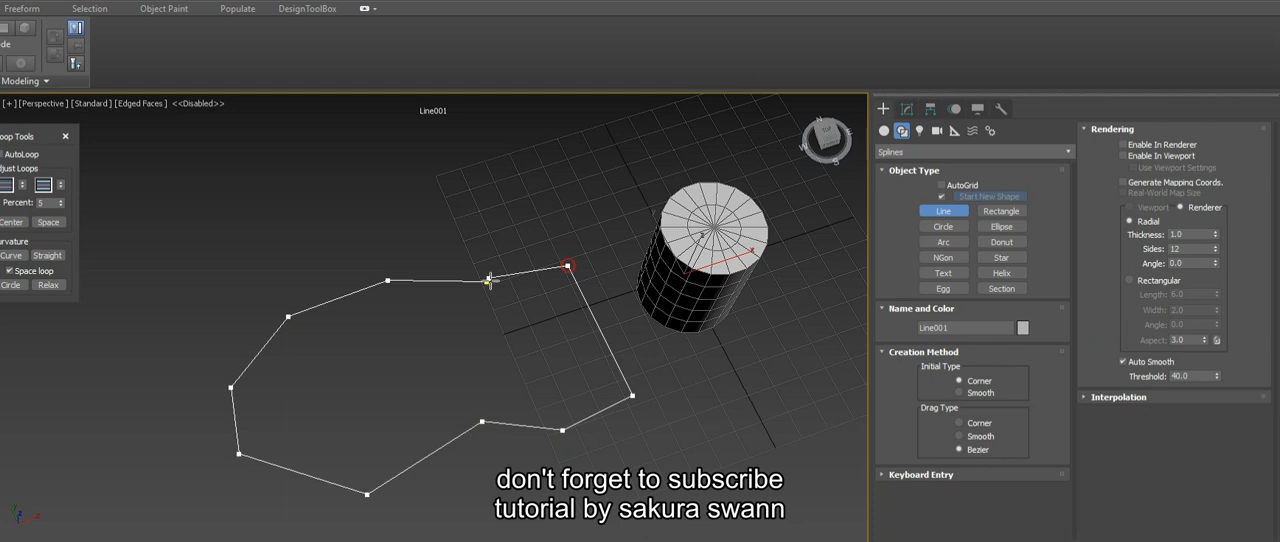 Freeform Selection Object Paint Populate DesignToolBox
Modeling
[+] [Perspective] [Standard] [Edged Faces] <<Disabled>>
Line001
oop Tools
AutoLoop
djust Loops
Percent: 5
Center Space
urvature
Curve Straight
Space loop
Circle Relax
TOP
Splines
Object Type
AutoGrid
Start New Shape
Line Rectangle
Circle Ellipse
Arc Donut
NGon Star
Text Helix
Egg Section
Name and Color
Line001
Creation Method
Initial Type
Corner
Smooth
Drag Type
Corner
Smooth
Bezier
Keyboard Entry
Rendering
Enable In Renderer
Enable In Viewport
Use Viewport Settings
Generate Mapping Coords.
Real-World Map Size
Viewport Renderer
Radial
Thickness: 1.0
Sides: 12
Angle: 0.0
Rectangular
Length: 6.0
Width: 2.0
Angle: 0.0
Aspect: 3.0
Auto Smooth
Threshold: 40.0
Interpolation
don't forget to subscribe
tutorial by sakura swann